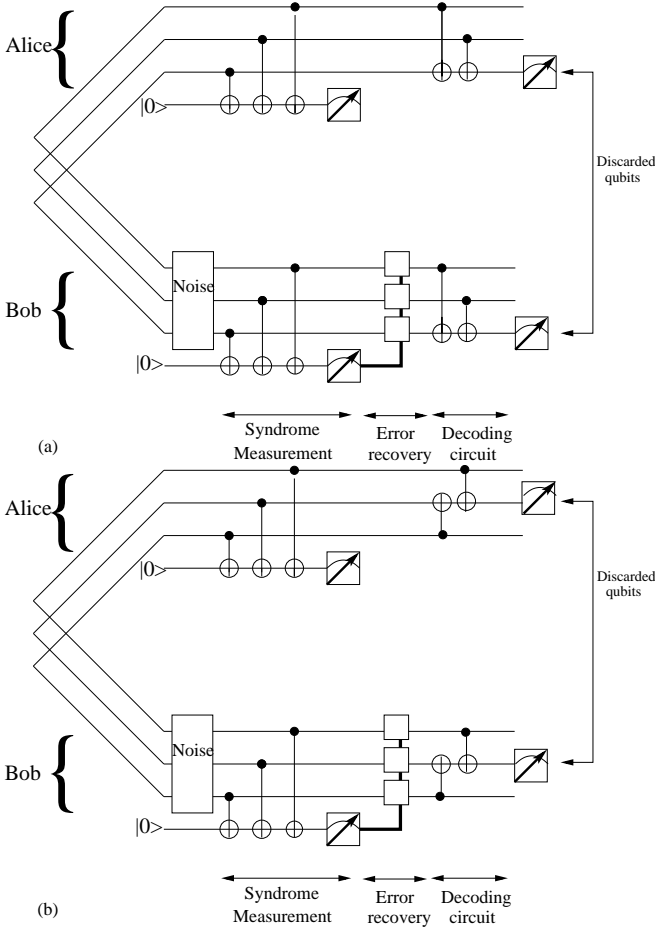 Alice
|0>
Discarded
qubits
Noise
Bob
|0>
Syndrome
Measurement
Error
recovery
Decoding
circuit
(a)
Alice
|0>
Discarded
qubits
Noise
Bob
|0>
Syndrome
Measurement
Error
recovery
Decoding
circuit
(b)